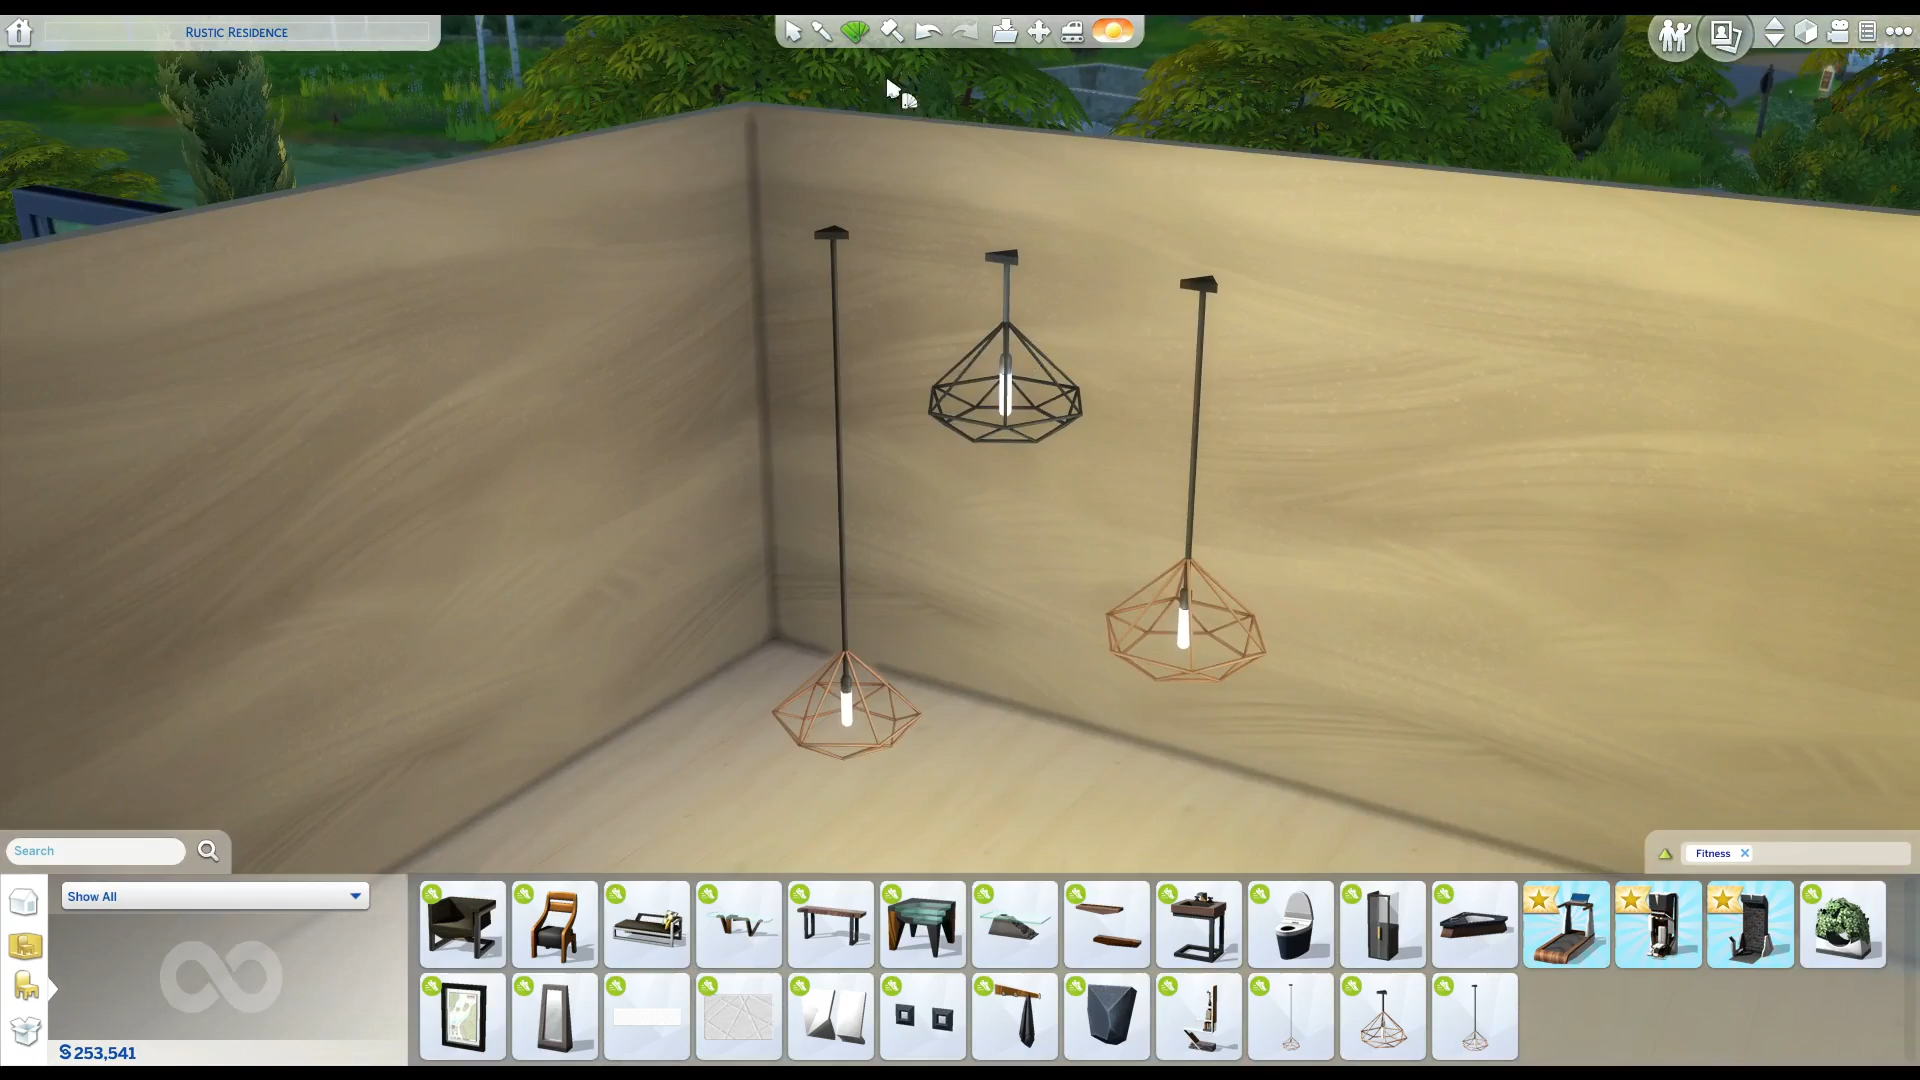 RUSTIC RESIDENCE
Search
Fitness
Show All
253,541